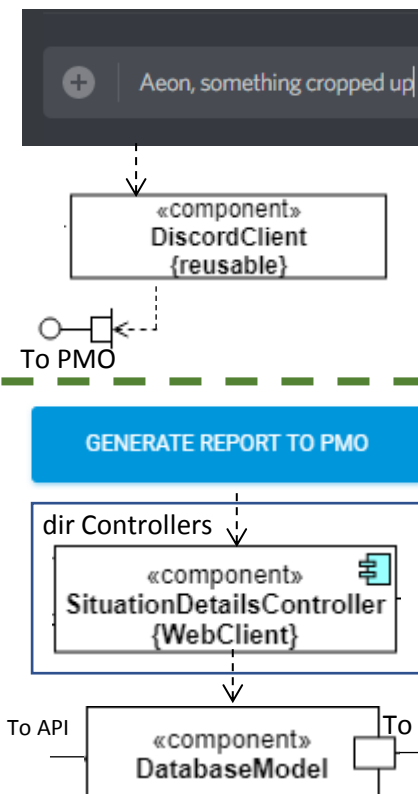 Aeon, something cropped up
«component»
DiscordClient
{reusable}
To PMO
GENERATE REPORT TO PMO
dir Controllers
«component»
SituationDetailsController
{WebClient}
To API
To
«component»
DatabaseModel